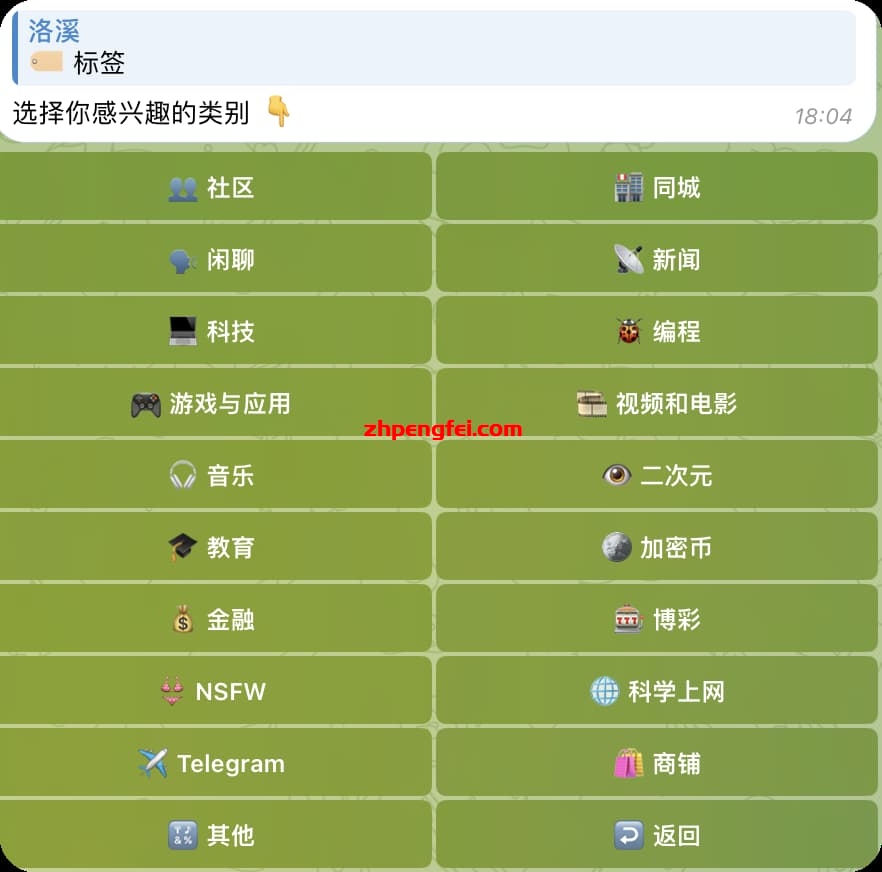 洛溪
🏷️ 标签
选择你感兴趣的类别 👇
18:04
👥 社区
🏬 同城
🗣️ 闲聊
📡 新闻
💻 科技
🐞 编程
🎮 游戏与应用
🎞️ 视频和电影
zhpengfei.com
🎧 音乐
👁️ 二次元
🎓 教育
🌑 加密币
💰 金融
🎰 博彩
👙 NSFW
🌐 科学上网
✈️ Telegram
🛍️ 商铺
🔣 其他
↩️ 返回